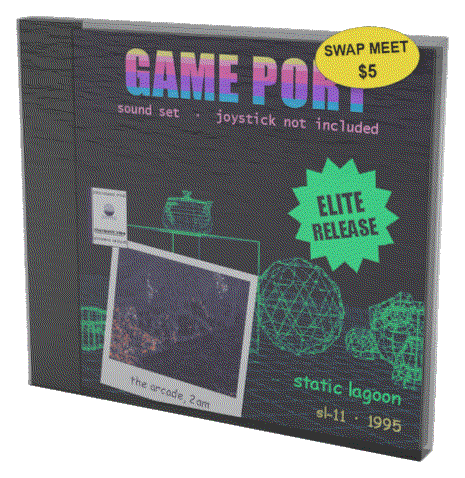 SWAP MEET
$5
GAME PORT
sound set · joystick not included
ELITE
RELEASE
the arcade, 2am
static lagoon
sl-11 · 1995